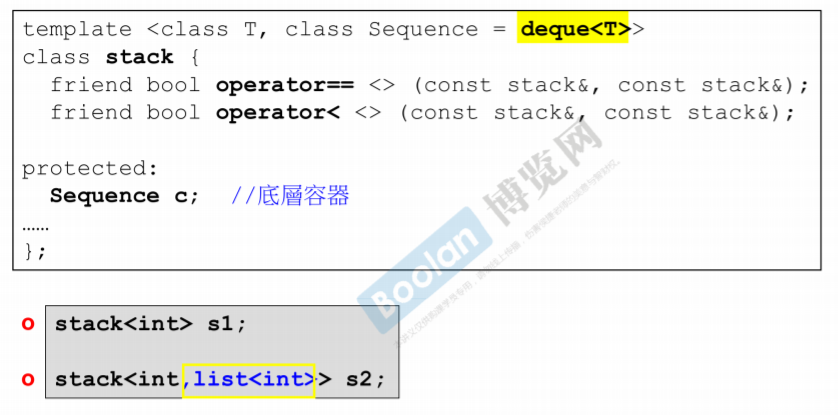 template <class T, class Sequence = deque<T>>
class stack {
friend bool operator== <> (const stack&, const stack&);
friend bool operator< <> (const stack&, const stack&);
protected:
Sequence c; //底層容器
……
};
Boolan 博览网
o stack<int> s1;
o stack<int,list<int>> s2;